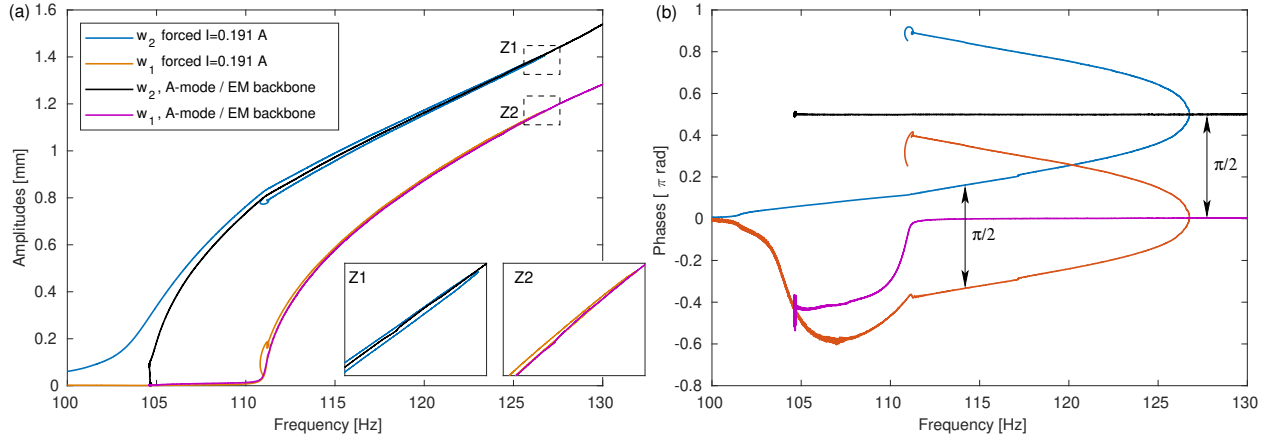 (a)
1.6
1.4
1.2
1
0.8
0.6
0.4
0.2
0
Amplitudes [mm]
w2 forced I=0.191 A
w1 forced I=0.191 A
w2, A-mode / EM backbone
w1, A-mode / EM backbone
Z1
Z2
Z1
Z2
100 105 110 115 120 125 130
Frequency [Hz]
(b)
1
0.8
0.6
0.4
0.2
0
-0.2
-0.4
-0.6
-0.8
Phases [ π rad]
π/2
π/2
100 105 110 115 120 125 130
Frequency [Hz]